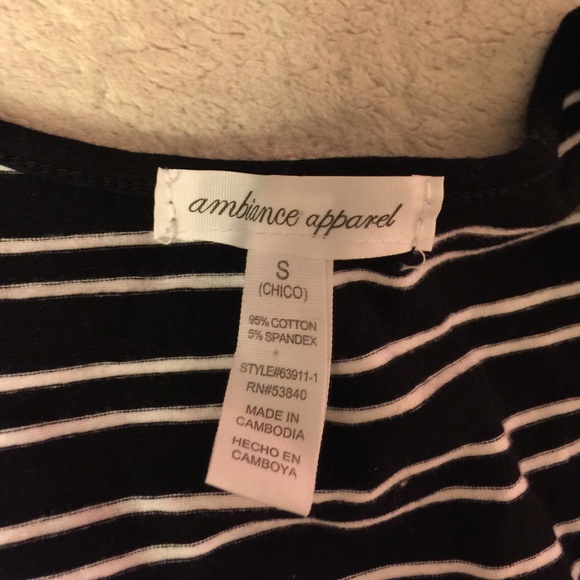 ambiance apparel
S
(CHICO)
95% COTTON
5% SPANDEX
STYLE#63911-1
RN#53840
MADE IN
CAMBODIA
HECHO EN
CAMBOYA